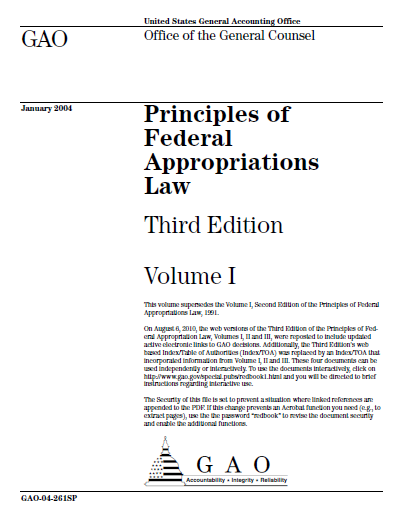 United States General Accounting Office
GAO
Office of the General Counsel
January 2004
Principles of
Federal
Appropriations
Law
Third Edition
Volume I
This volume supersedes the Volume I, Second Edition of the Principles of Federal
Appropriations Law, 1991.
On August 6, 2010, the web versions of the Third Edition of the Principles of Fed-
eral Appropriation Law, Volumes I, II and III, were reposted to include updated
active electronic links to GAO decisions. Additionally, the Third Edition's web
based Index/Table of Authorities (Index/TOA) was replaced by an Index/TOA that
incorporated information from Volume I, II and III. These four documents can be
used independently or interactively. To use the documents interactively, click on
http://www.gao.gov/special.pubs/redbook1.html and you will be directed to brief
instructions regarding interactive use.
The Security of this file is set to prevent a situation where linked references are
appended to the PDF. If this change prevents an Acrobat function you need (e.g., to
extract pages), use the the password "redbook" to revise the document security
and enable the additional functions.
G A O
Accountability • Integrity • Reliability
GAO-04-261SP